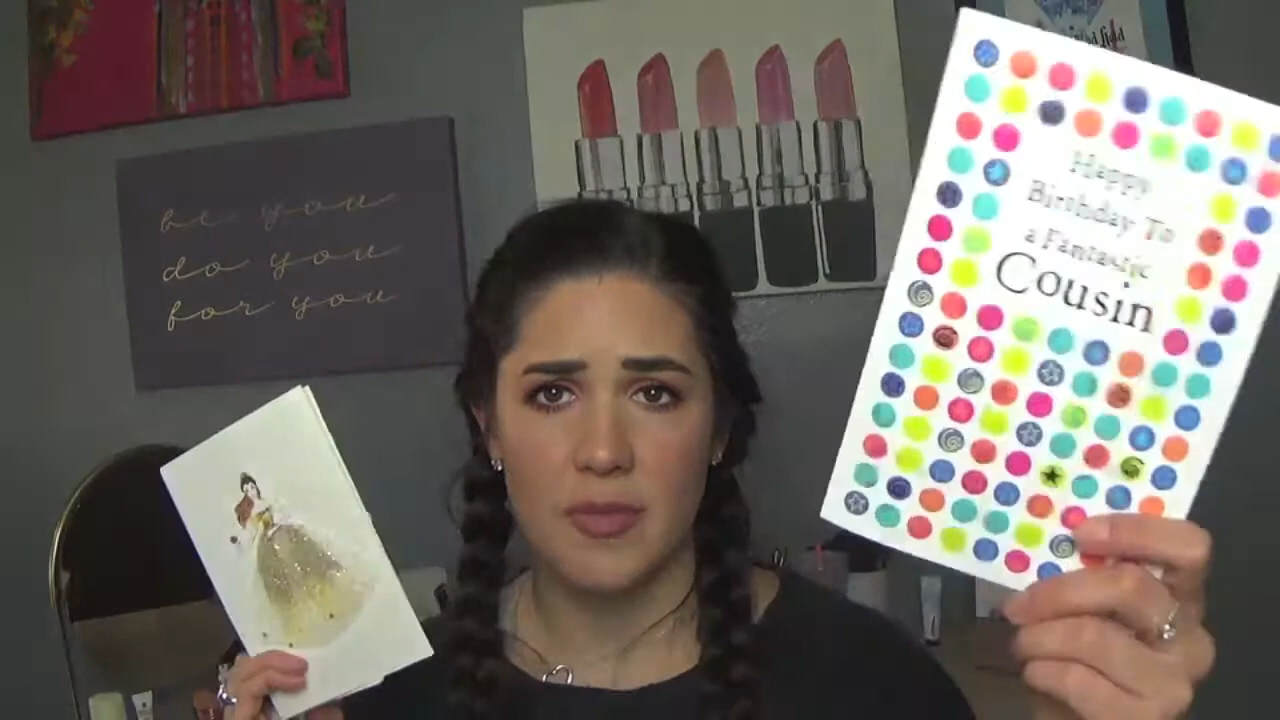 be you
do you
for you
Happy
Birthday To
a Fantastic
Cousin